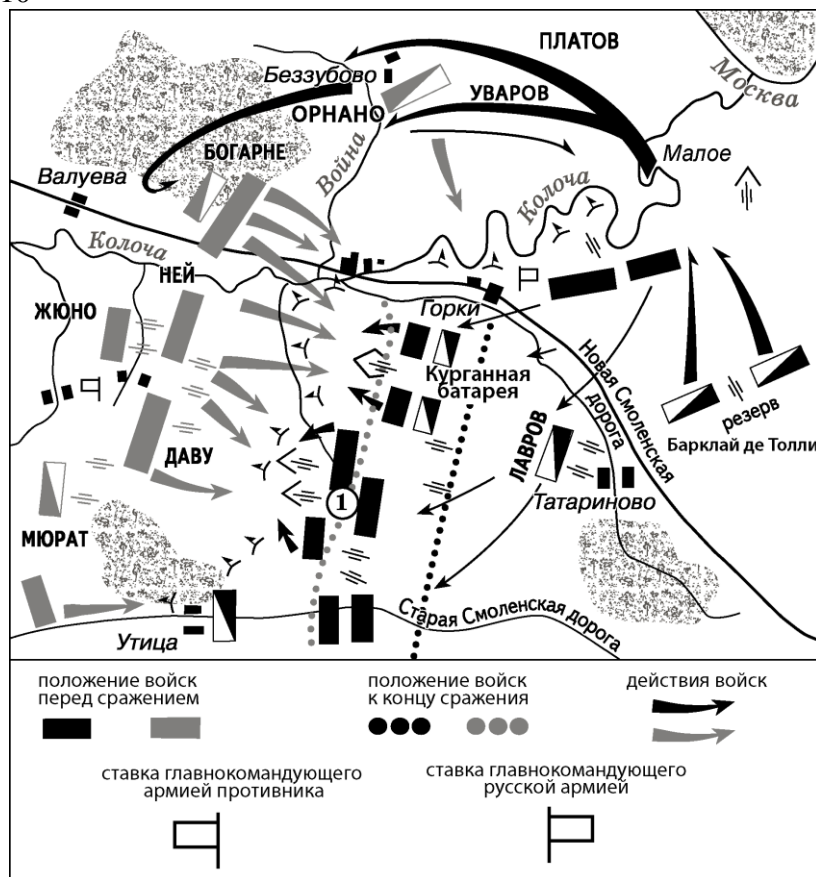 ПЛАТОВ
Москва
Беззубово
УВАРОВ
ОРНАНО
Малое
БОГАРНЕ
Война
Валуева
Колоча
Колоча
НЕЙ
ЖЮНО
Горки
Новая Смоленская
дорога
Курганная
батарея
резерв
Барклай де Толли
ЛАВРОВ
ДАВУ
Татариново
1
МЮРАТ
Старая Смоленская дорога
Утица
положение войск
перед сражением
положение войск
к концу сражения
действия войск
ставка главнокомандующего
армией противника
ставка главнокомандующего
русской армией